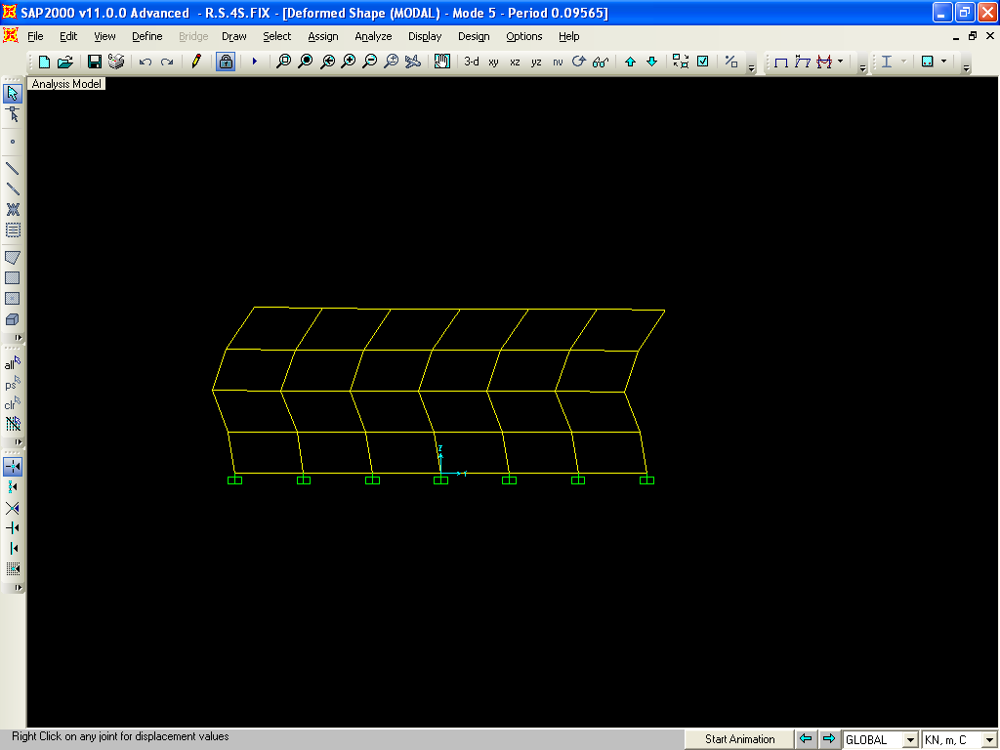 SAP2000 v11.0.0 Advanced - R.S.4S.FIX - [Deformed Shape (MODAL) - Mode 5 - Period 0.09565]
File Edit View Define Bridge Draw Select Assign Analyze Display Design Options Help
3-d xy xz yz nv
Analysis Model
all
ps
clr
Z
Y
Right Click on any joint for displacement values
Start Animation
GLOBAL
KN, m, C